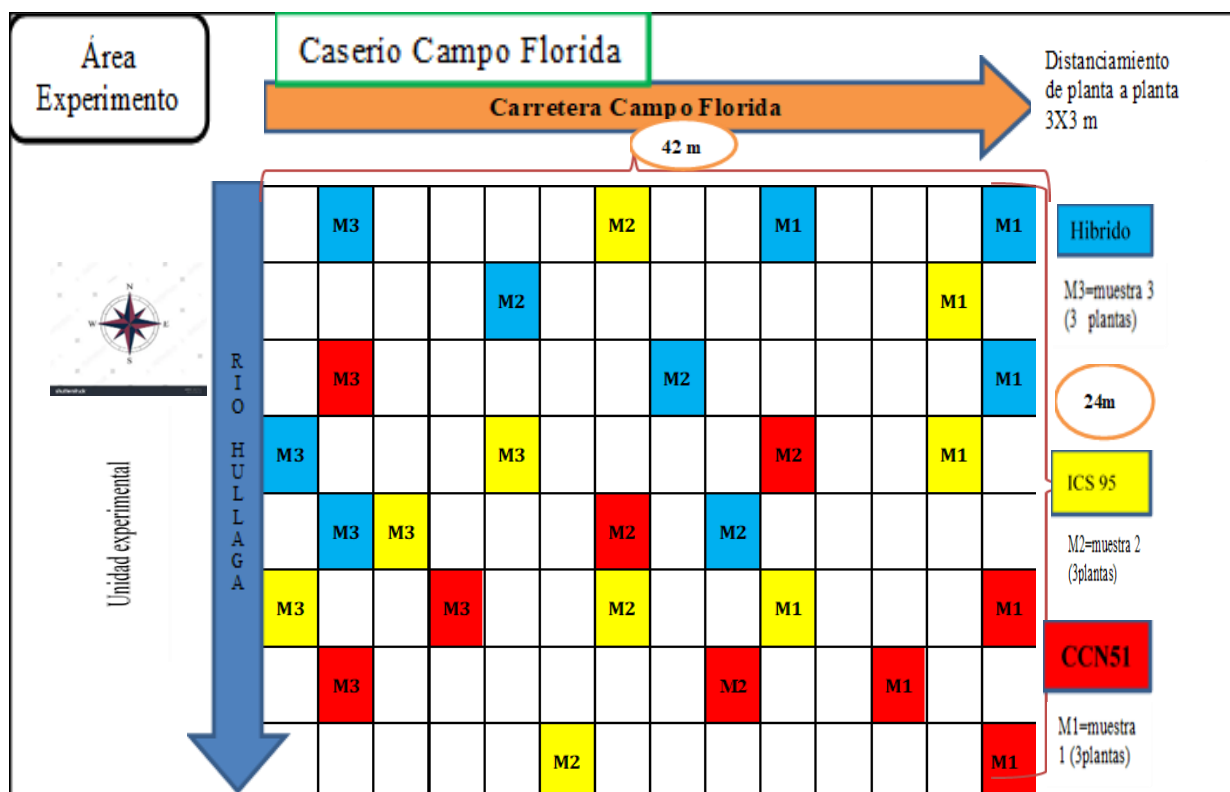 Área
Experimento
Caserio Campo Florida
Carretera Campo Florida
Distanciamiento
de planta a planta
3X3 m
42 m
N
W
E
S
shutterstock
Unidad experimental
RIO HULLAGA
M3 M2 M1 M1
M2 M1
M3 M2 M1
M3 M3 M2 M1
M3 M3 M2 M2
M3 M3 M2 M1 M1
M3 M2 M1
M2 M1
Hibrido
M3=muestra 3
(3 plantas)
24m
ICS 95
M2=muestra 2
(3plantas)
CCN51
M1=muestra
1 (3plantas)